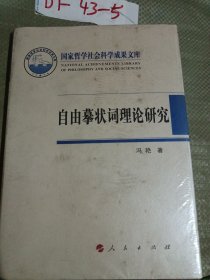 DT-43-5
国家哲学社会科学成果文库
NATIONAL ACHIEVEMENTS LIBRARY
OF PHILOSOPHY AND SOCIAL SCIENCES
自由摹状词理论研究
冯艳 著
人民出版社